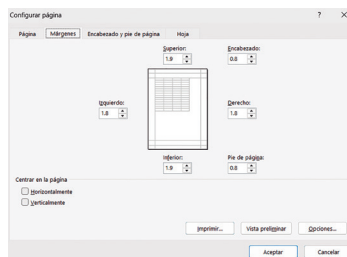 Configurar página ? X
Página Márgenes Encabezado y pie de página Hoja
Superior: Encabezado:
1.9 0.8
Izquierdo: Derecho:
1.8 1.8
Inferior: Pie de página:
1.9 0.8
Centrar en la página
Horizontalmente
Verticalmente
Imprimir... Vista preliminar Opciones...
Aceptar Cancelar